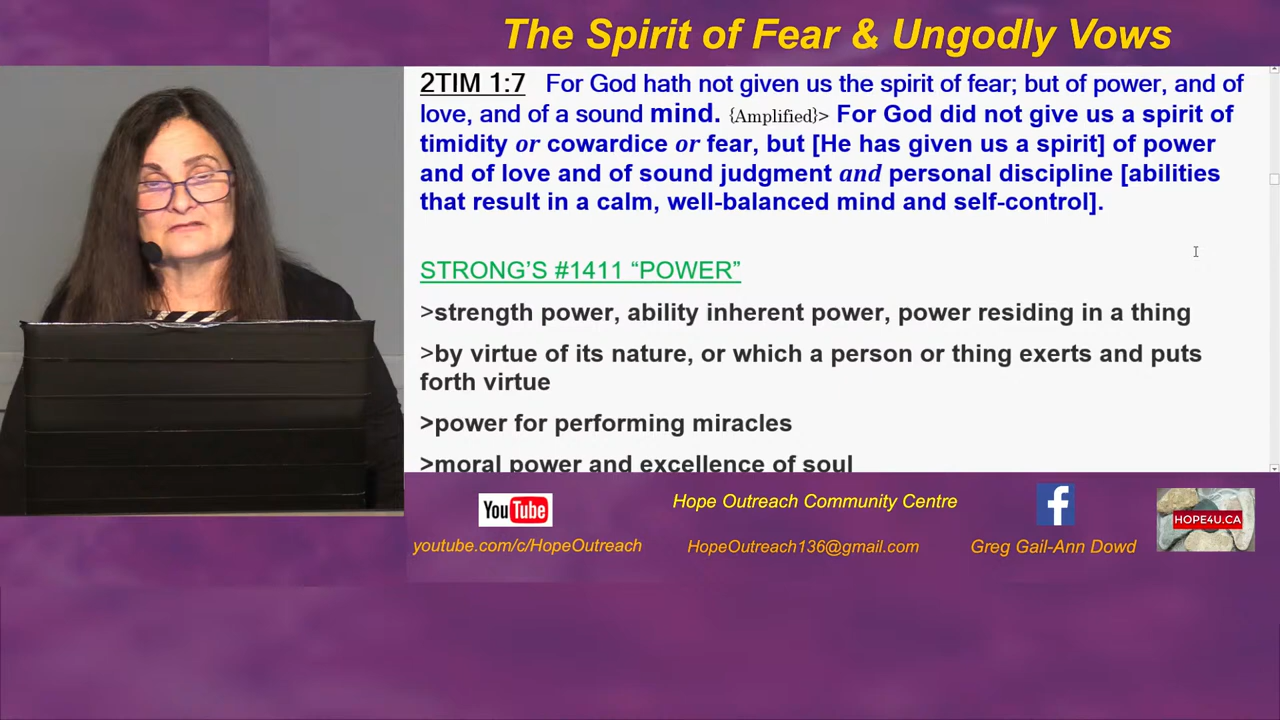 The Spirit of Fear & Ungodly Vows
2TIM 1:7 For God hath not given us the spirit of fear; but of power, and of
love, and of a sound mind. {Amplified}> For God did not give us a spirit of
timidity or cowardice or fear, but [He has given us a spirit] of power
and of love and of sound judgment and personal discipline [abilities
that result in a calm, well-balanced mind and self-control].
STRONG'S #1411 “POWER”
>strength power, ability inherent power, power residing in a thing
>by virtue of its nature, or which a person or thing exerts and puts
forth virtue
>power for performing miracles
>moral power and excellence of soul
You Tube
Hope Outreach Community Centre
f
HOPE4U.CA
youtube.com/c/HopeOutreach
HopeOutreach136@gmail.com
Greg Gail-Ann Dowd